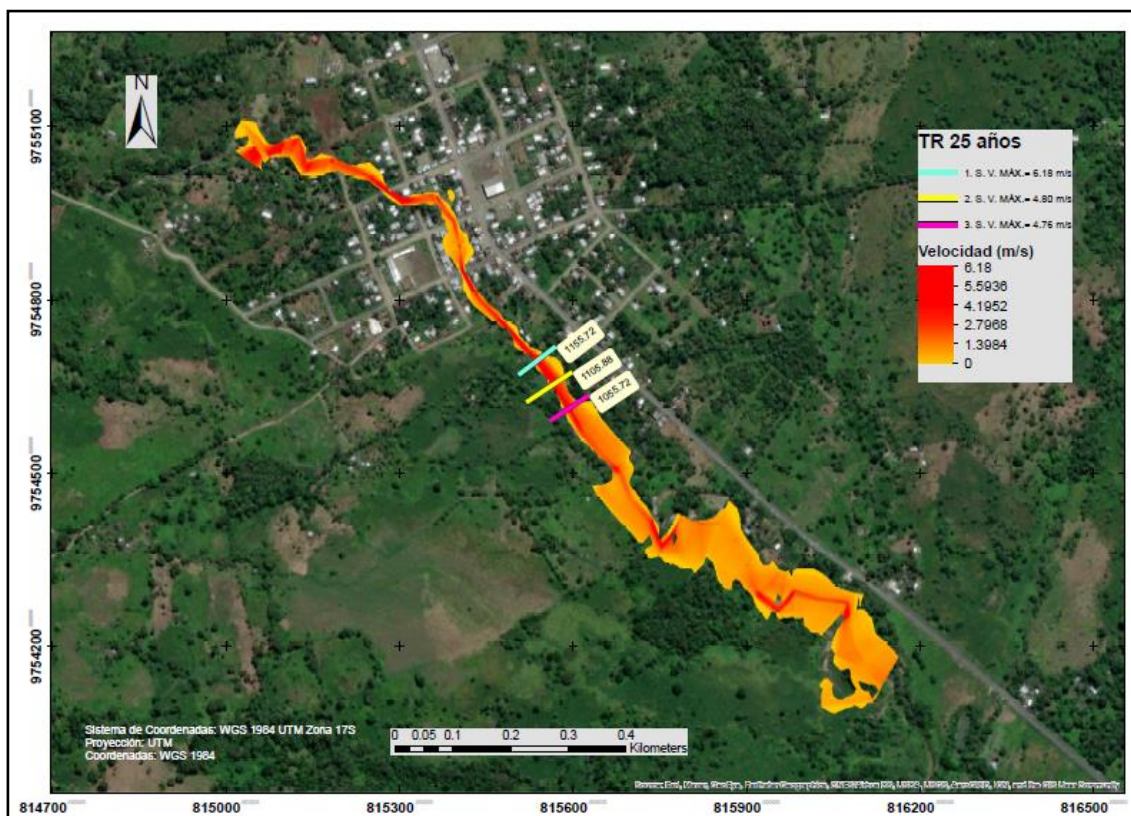 N
9755100
9754800
9754500
9754200
TR 25 años
1. S. V. MÁX.= 6.18 m/s
2. S. V. MÁX.= 4.80 m/s
3. S. V. MÁX.= 4.76 m/s
Velocidad (m/s)
6.18
5.5936
4.1952
2.7968
1.3984
0
1155.72
1105.88
1055.72
Sistema de Coordenadas: WGS 1984 UTM Zona 17S
Proyección: UTM
Coordenadas: WGS 1984
0 0.05 0.1 0.2 0.3 0.4
Kilometers
814700 815000 815300 815600 815900 816200 816500